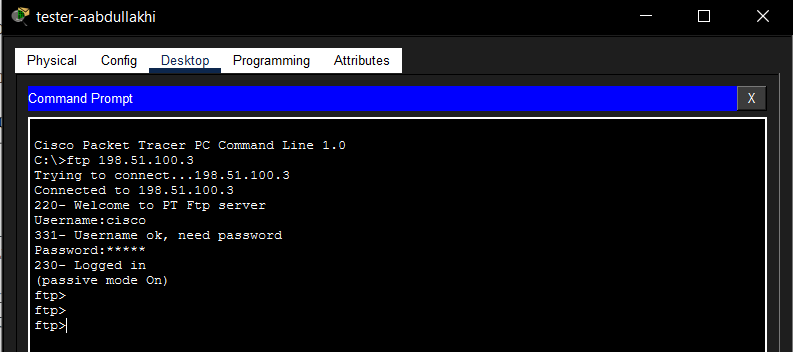 tester-aabdullakhi
Physical Config Desktop Programming Attributes
Command Prompt X
Cisco Packet Tracer PC Command Line 1.0
C:\>ftp 198.51.100.3
Trying to connect...198.51.100.3
Connected to 198.51.100.3
220- Welcome to PT Ftp server
Username:cisco
331- Username ok, need password
Password:*****
230- Logged in
(passive mode On)
ftp>
ftp>
ftp>